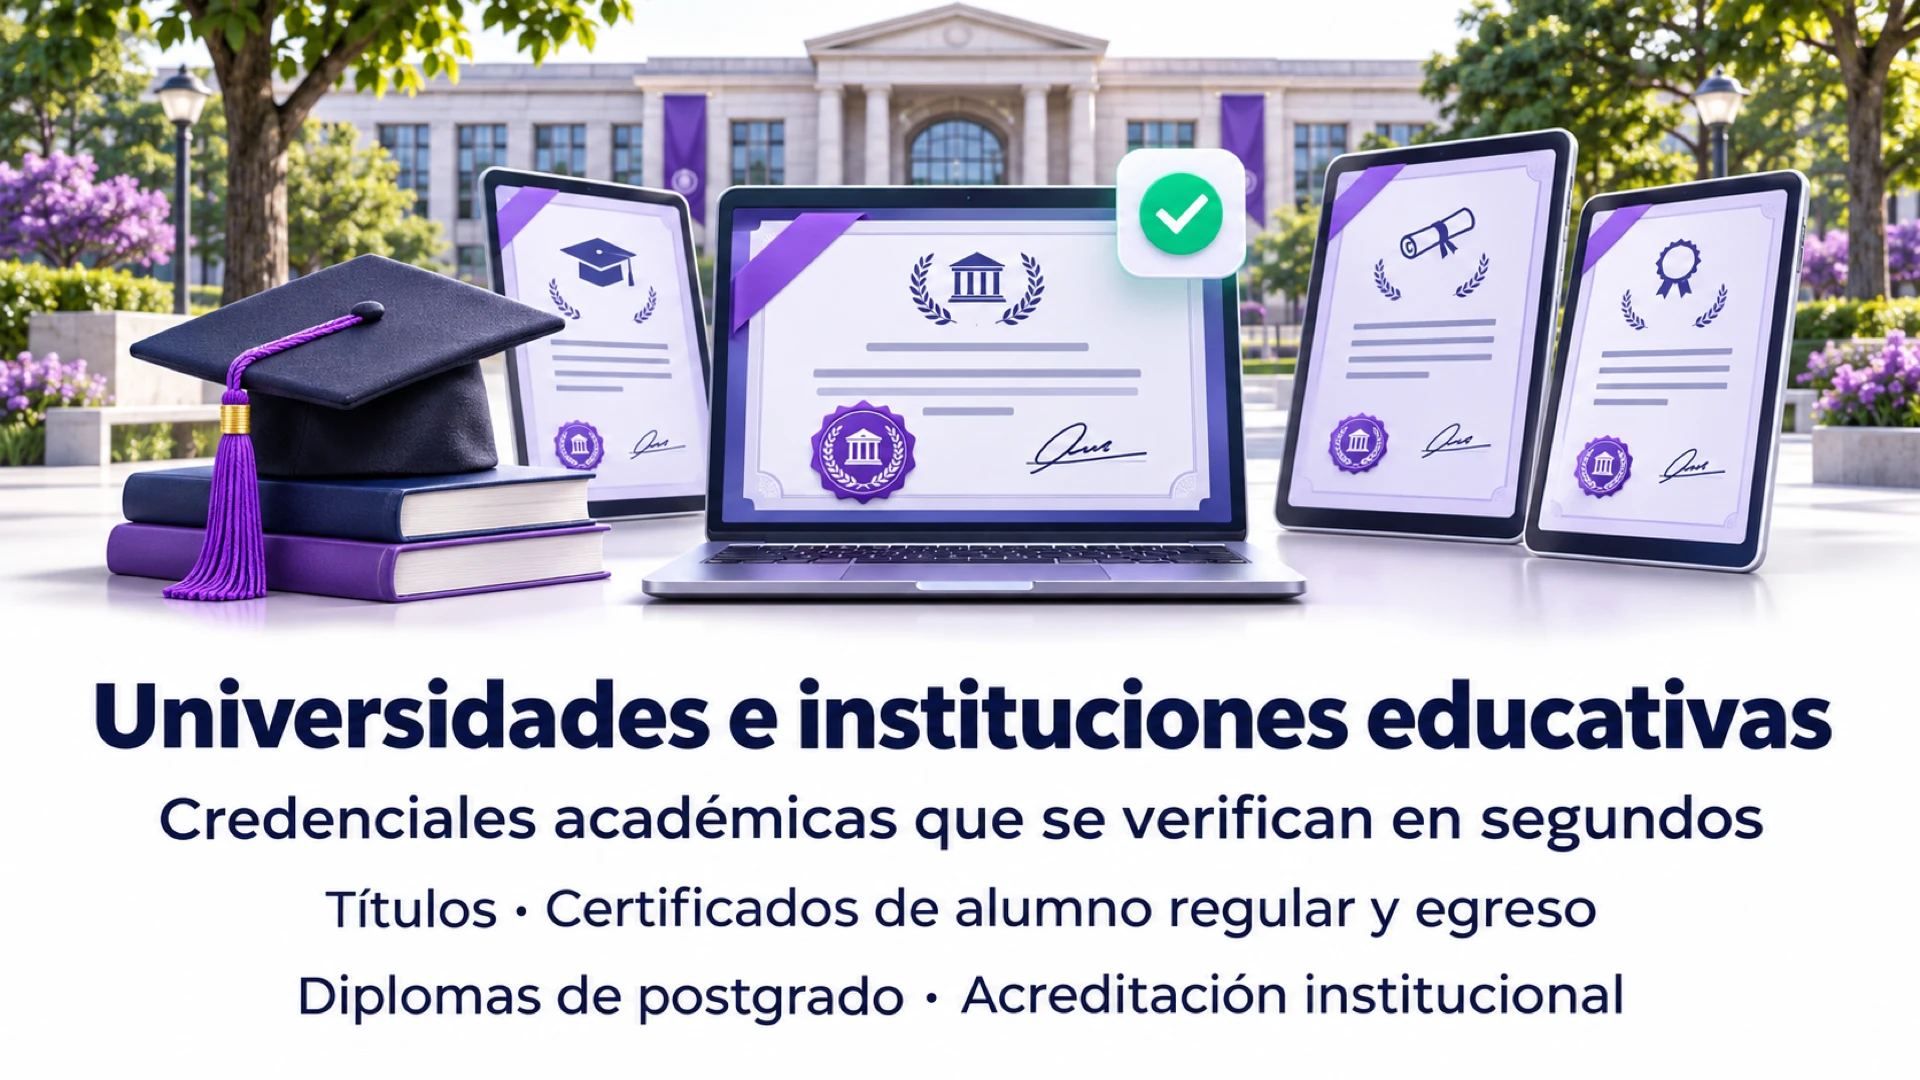 Universidades e instituciones educativas
Credenciales académicas que se verifican en segundos
Títulos • Certificados de alumno regular y egreso
Diplomas de postgrado • Acreditación institucional